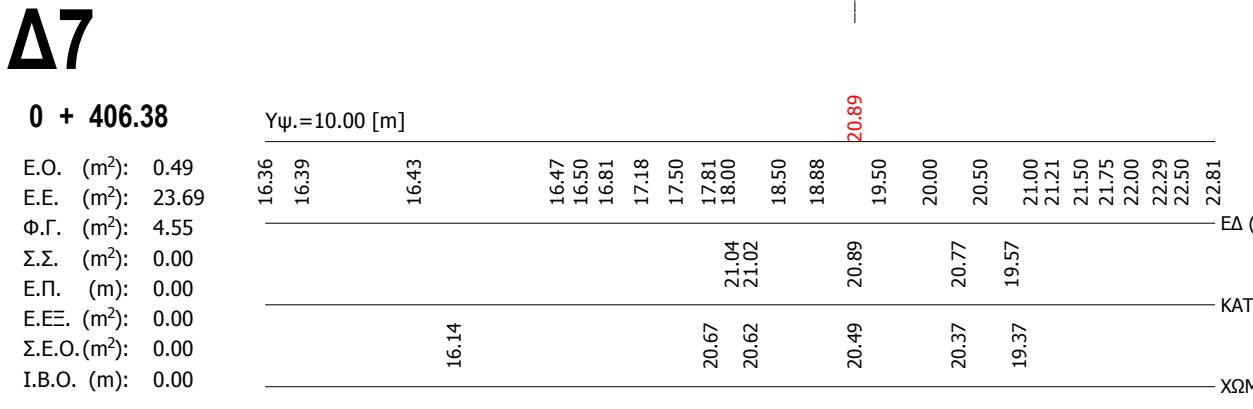 Δ7
0 + 406.38
Υψ.=10.00 [m]
20.89
Ε.Ο. (m²): 0.49
Ε.Ε. (m²): 23.69
Φ.Γ. (m²): 4.55
Σ.Σ. (m²): 0.00
Ε.Π. (m): 0.00
Ε.ΕΞ. (m²): 0.00
Σ.Ε.Ο.(m²): 0.00
Ι.Β.Ο. (m): 0.00
16.36 16.39 16.43 16.47 16.50 16.81 17.18 17.50 17.81 18.00 18.50 18.88 19.50 20.00 20.50 21.00 21.21 21.50 21.75 22.00 22.29 22.50 22.81
ΕΔ (
21.04 21.02 20.89 20.77 19.57
ΚΑΤ
16.14 20.67 20.62 20.49 20.37 19.37
ΧΩΜ